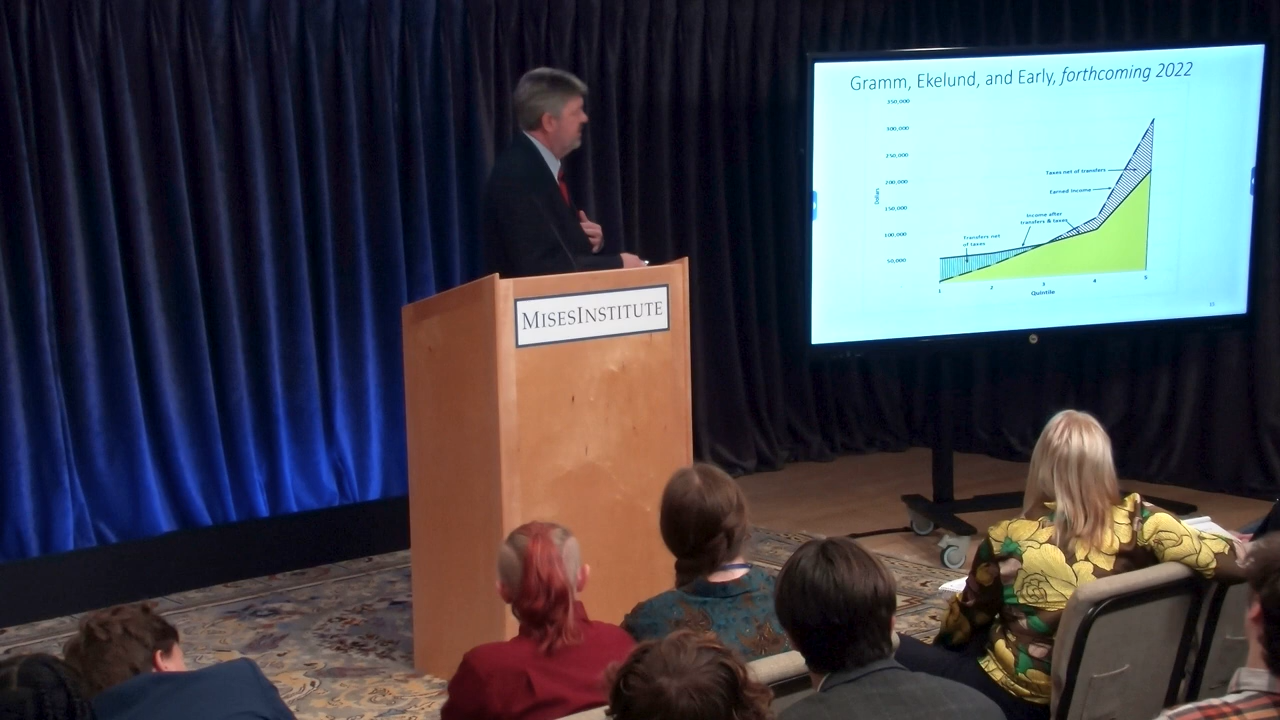 Gramm, Ekelund, and Early, forthcoming 2022
350,000
300,000
250,000
200,000
150,000
100,000
50,000
Dollars
Taxes net of transfers
Earned income
Income after
transfers & taxes
Transfers net
of taxes
1 2 3 4 5
Quintile
MISESINSTITUTE